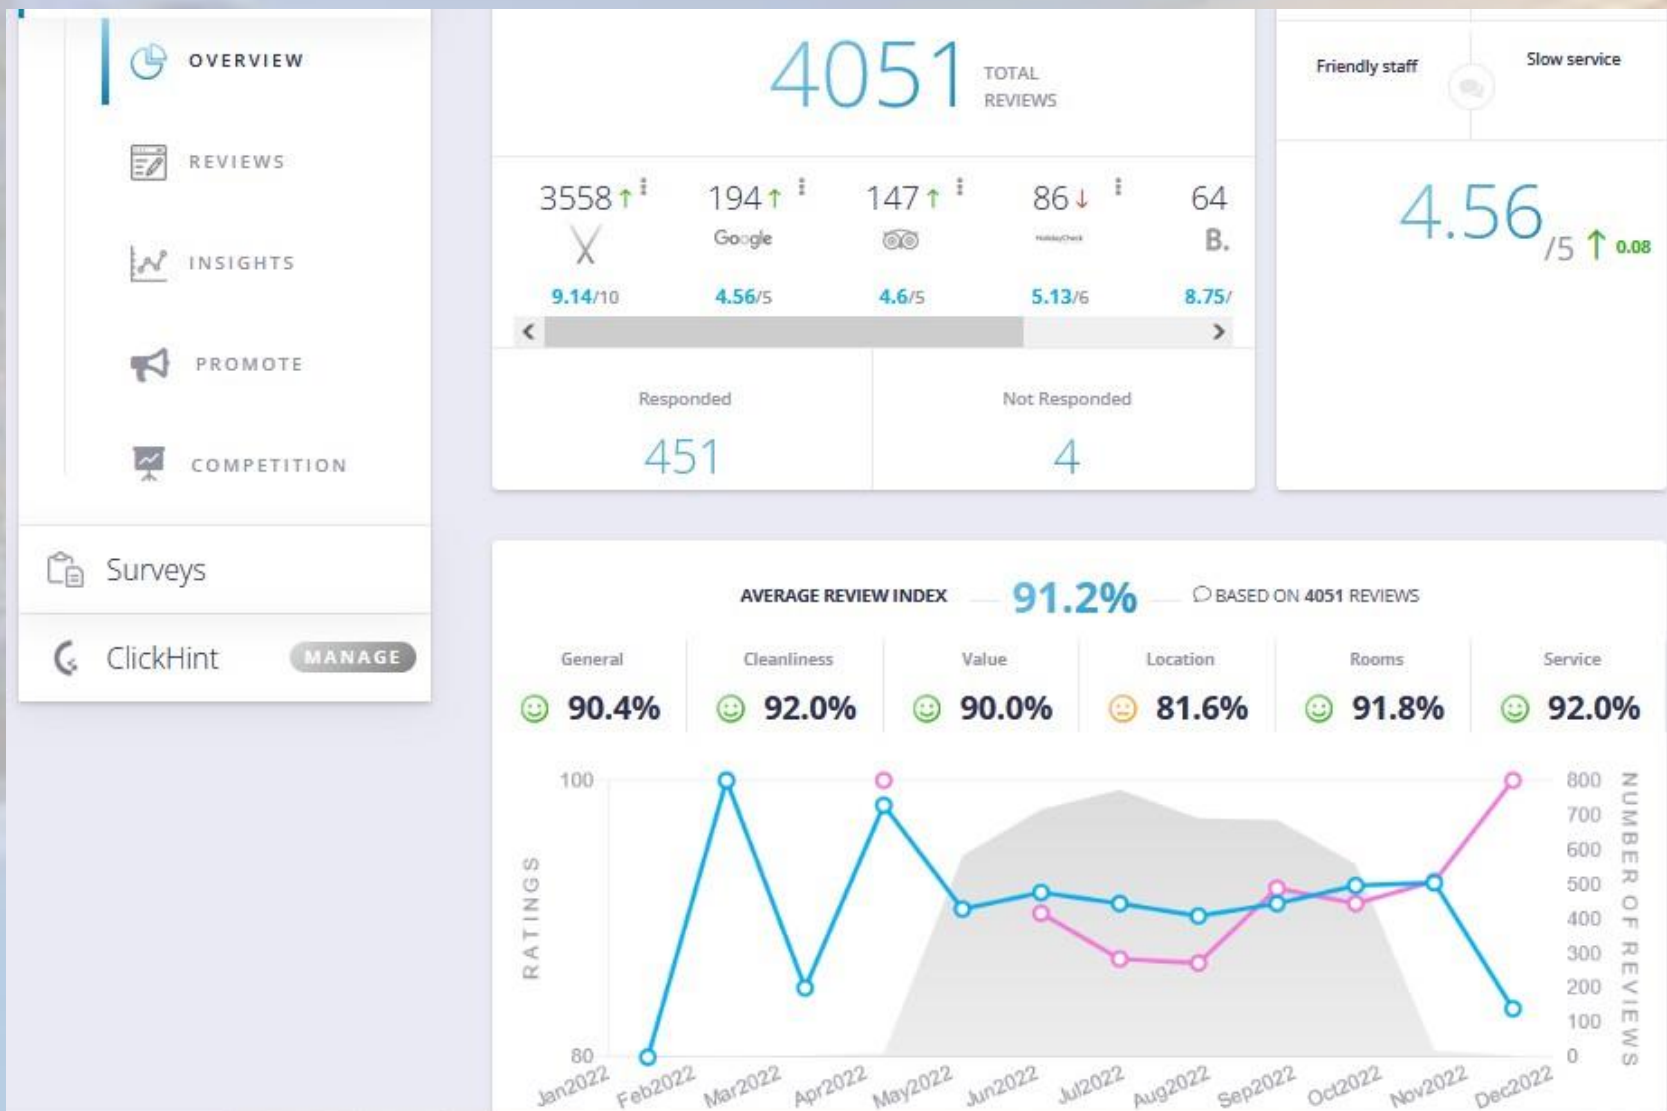 OVERVIEW
REVIEWS
INSIGHTS
PROMOTE
COMPETITION
Surveys
ClickHint MANAGE
4051 TOTAL
REVIEWS
3558 194 147 86 64
Google HolidayCheck B.
9.14/10 4.56/5 4.6/5 5.13/6 8.75/
Responded Not Responded
451 4
Friendly staff Slow service
4.56/5 0.08
AVERAGE REVIEW INDEX 91.2% BASED ON 4051 REVIEWS
General Cleanliness Value Location Rooms Service
90.4% 92.0% 90.0% 81.6% 91.8% 92.0%
RATINGS
100
80
800
700
600
500
400
300
200
100
0
NUMBER OF REVIEWS
Jan2022 Feb2022 Mar2022 Apr2022 May2022 Jun2022 Jul2022 Aug2022 Sep2022 Oct2022 Nov2022 Dec2022